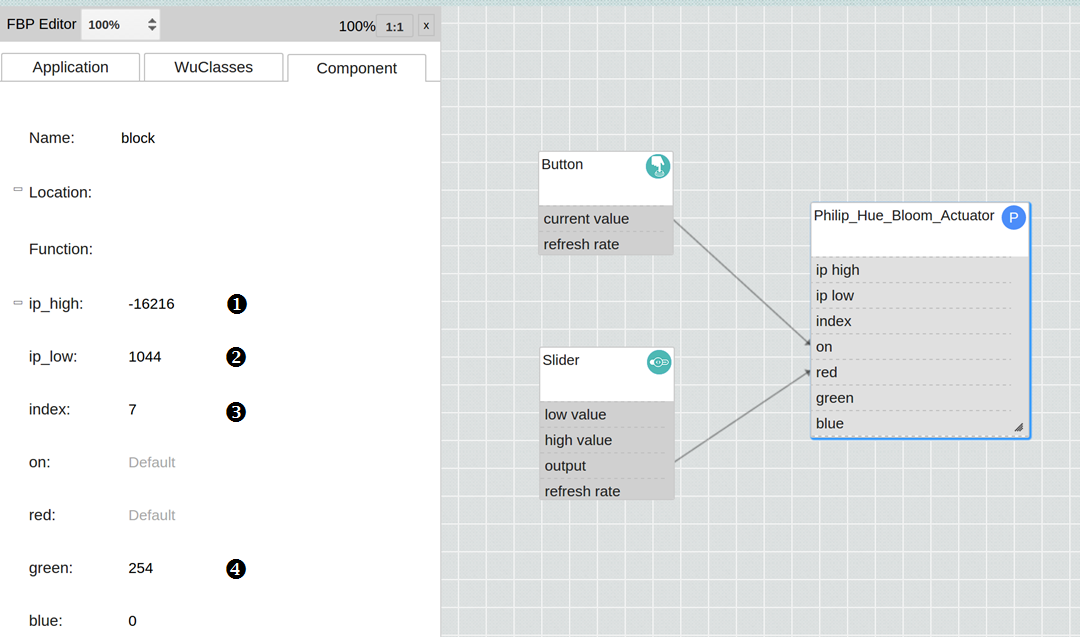 FBP Editor 100% 100% 1:1 x
Application WuClasses Component
Name: block
Location:
Function:
ip_high: -16216 1
ip_low: 1044 2
index: 7 3
on: Default
red: Default
green: 254 4
blue: 0
Button
current value
refresh rate
Slider
low value
high value
output
refresh rate
Philip_Hue_Bloom_Actuator P
ip high
ip low
index
on
red
green
blue